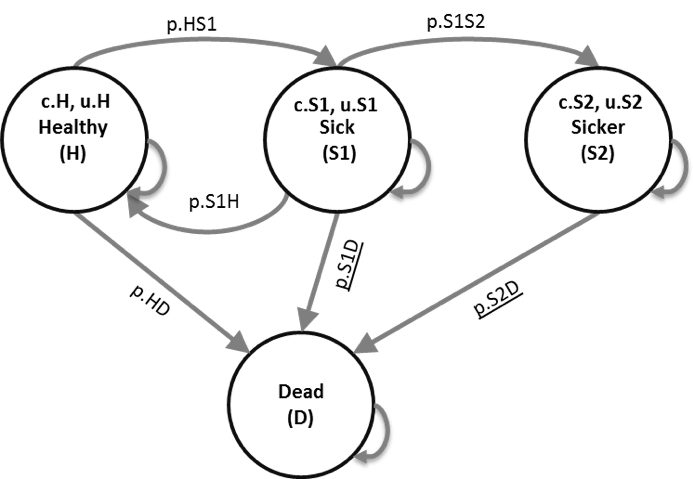 p.HS1
p.S1S2
c.H, u.H
Healthy
(H)
c.S1, u.S1
Sick
(S1)
c.S2, u.S2
Sicker
(S2)
p.S1H
p.HD
p.S1D
p.S2D
Dead
(D)